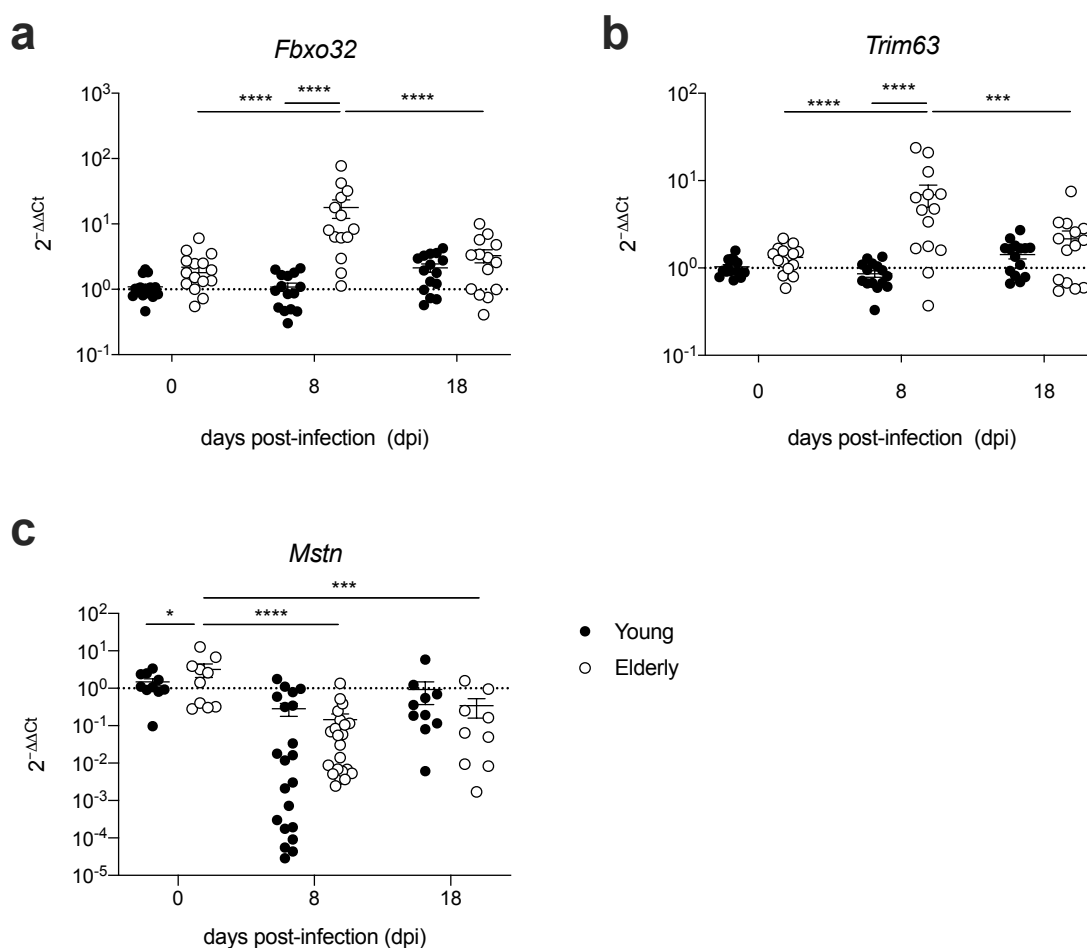 a
Fbxo32
10³
10²
10¹
10⁰
10⁻¹
2⁻ΔΔCt
****
****
****
0
8
18
days post-infection (dpi)
b
Trim63
10²
10¹
10⁰
10⁻¹
2⁻ΔΔCt
****
****
***
0
8
18
days post-infection (dpi)
c
Mstn
10²
10¹
10⁰
10⁻¹
10⁻²
10⁻³
10⁻⁴
10⁻⁵
2⁻ΔΔCt
***
*
****
0
8
18
days post-infection (dpi)
Young
Elderly